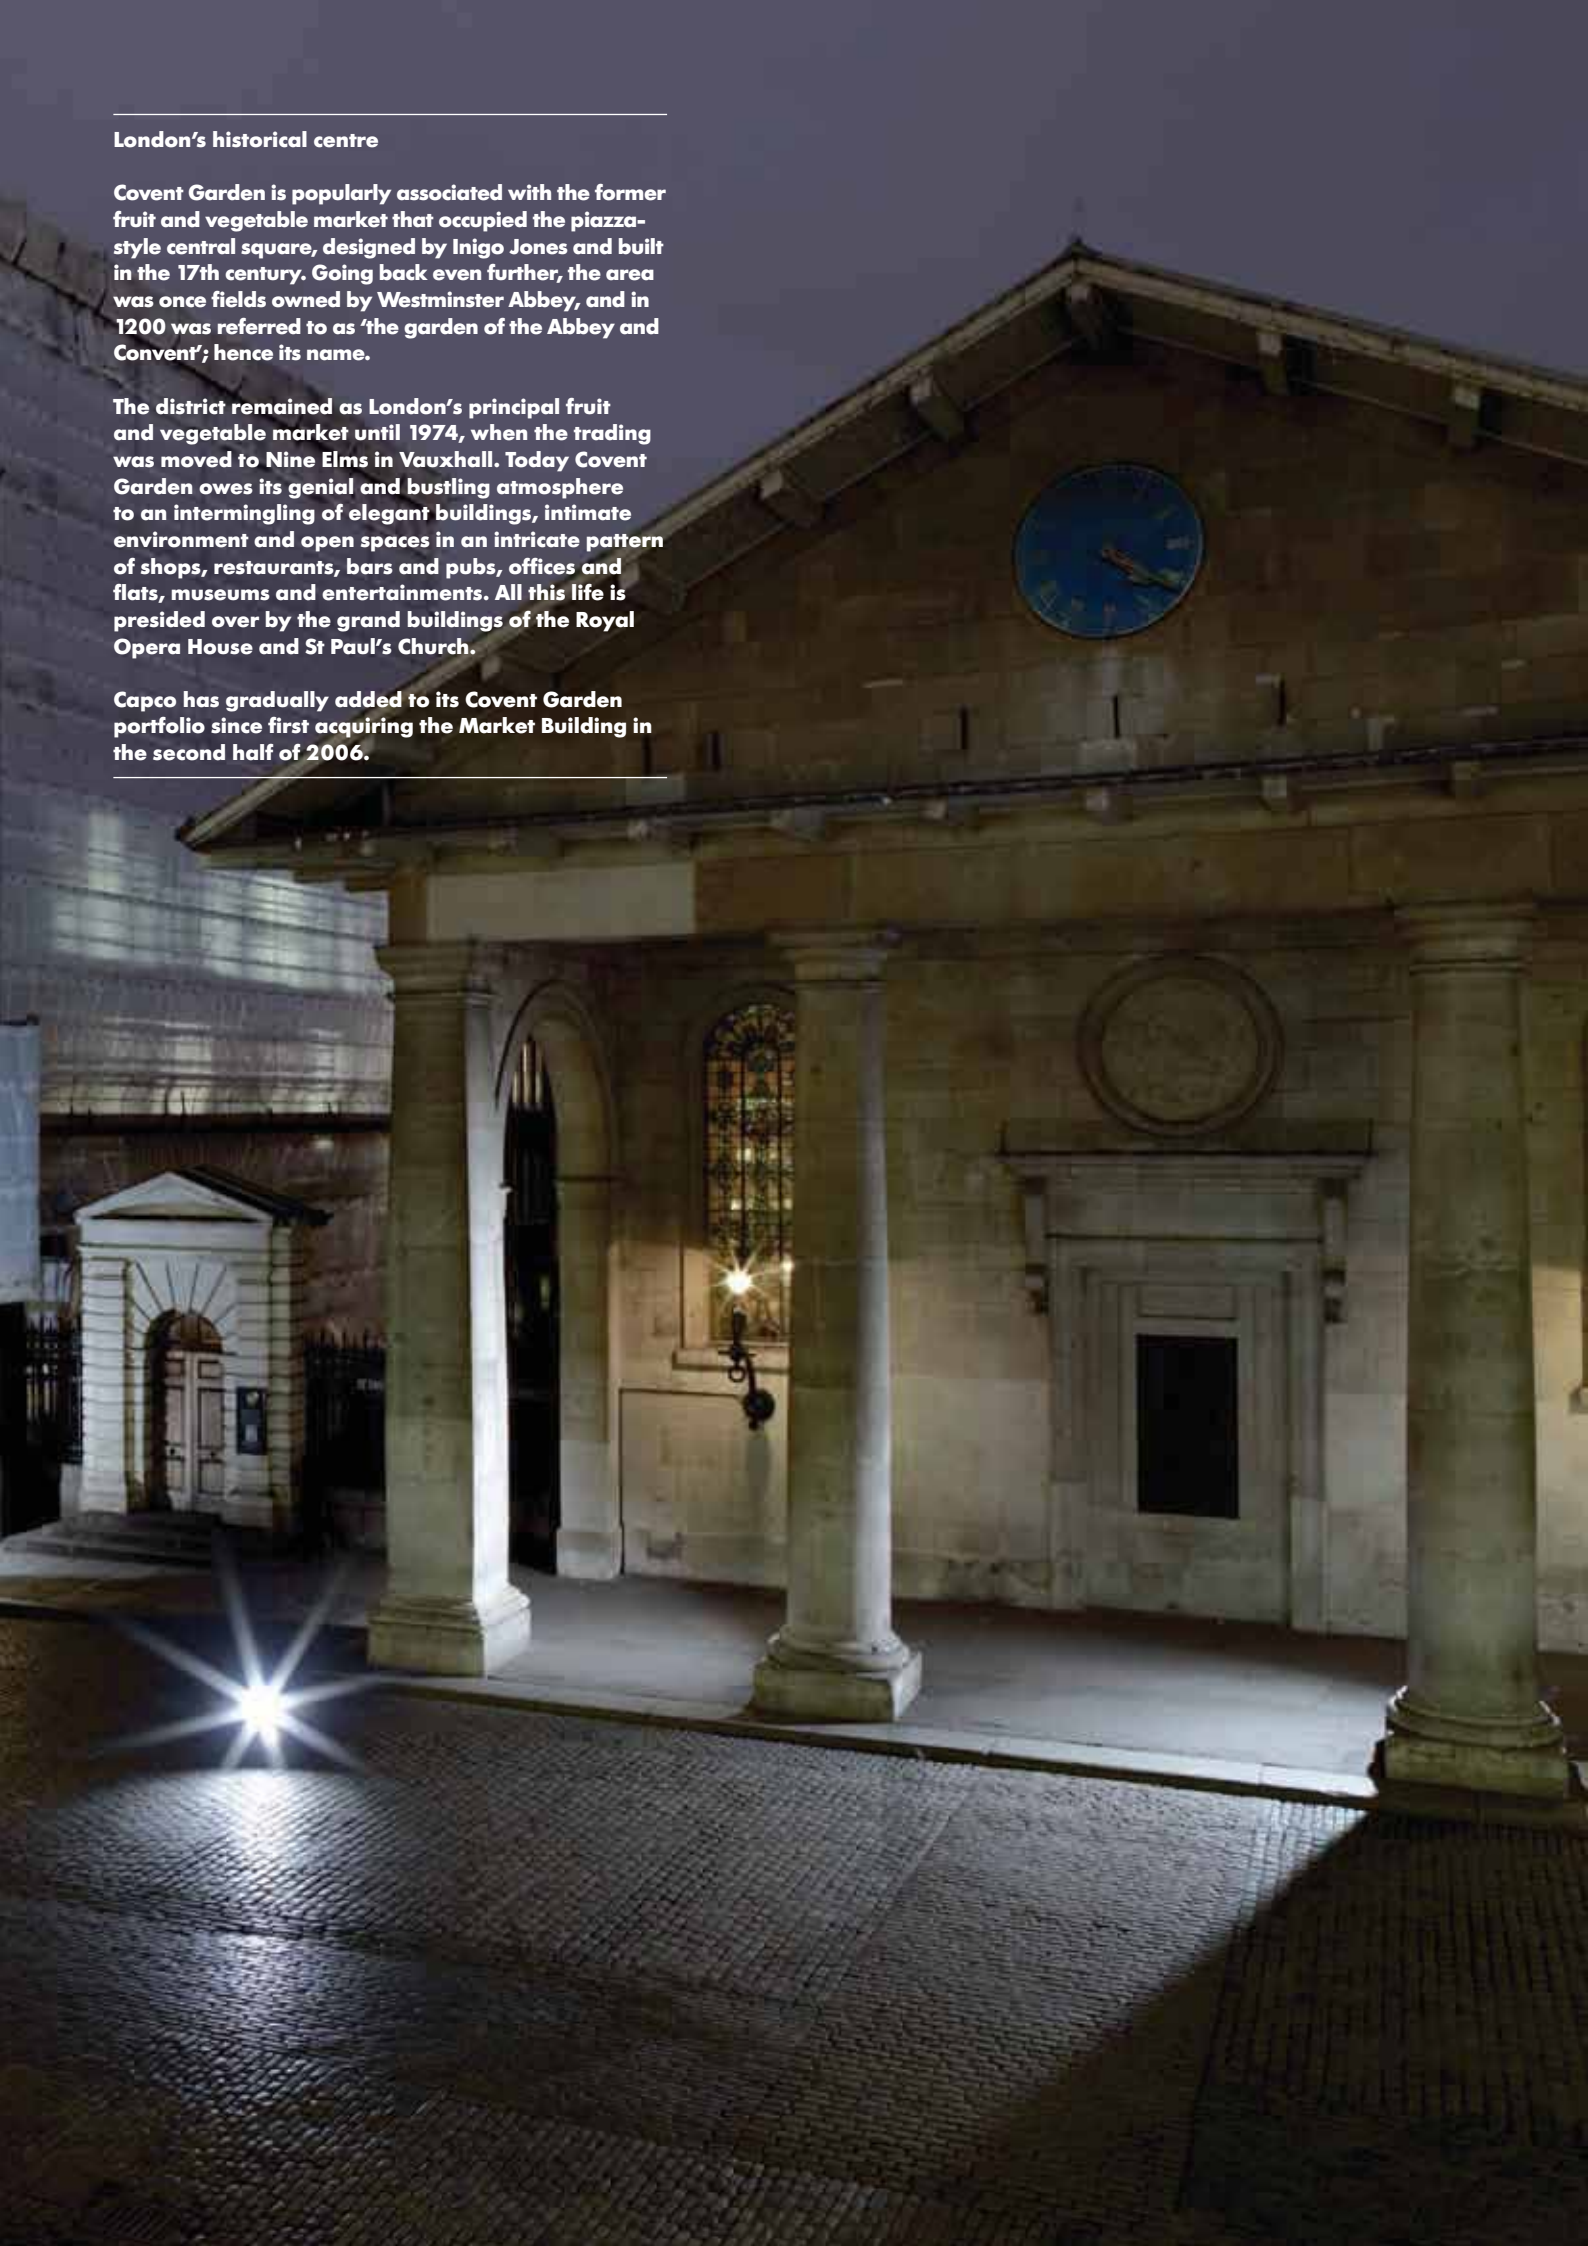 London’s historical centre
Covent Garden is popularly associated with the former
fruit and vegetable market that occupied the piazza-
style central square, designed by Inigo Jones and built
in the 17th century. Going back even further, the area
was once fields owned by Westminster Abbey, and in
1200 was referred to as ‘the garden of the Abbey and
Convent’; hence its name.
The district remained as London’s principal fruit
and vegetable market until 1974, when the trading
was moved to Nine Elms in Vauxhall. Today Covent
Garden owes its genial and bustling atmosphere
to an intermingling of elegant buildings, intimate
environment and open spaces in an intricate pattern
of shops, restaurants, bars and pubs, offices and
flats, museums and entertainments. All this life is
presided over by the grand buildings of the Royal
Opera House and St Paul’s Church.
Capco has gradually added to its Covent Garden
portfolio since first acquiring the Market Building in
the second half of 2006.